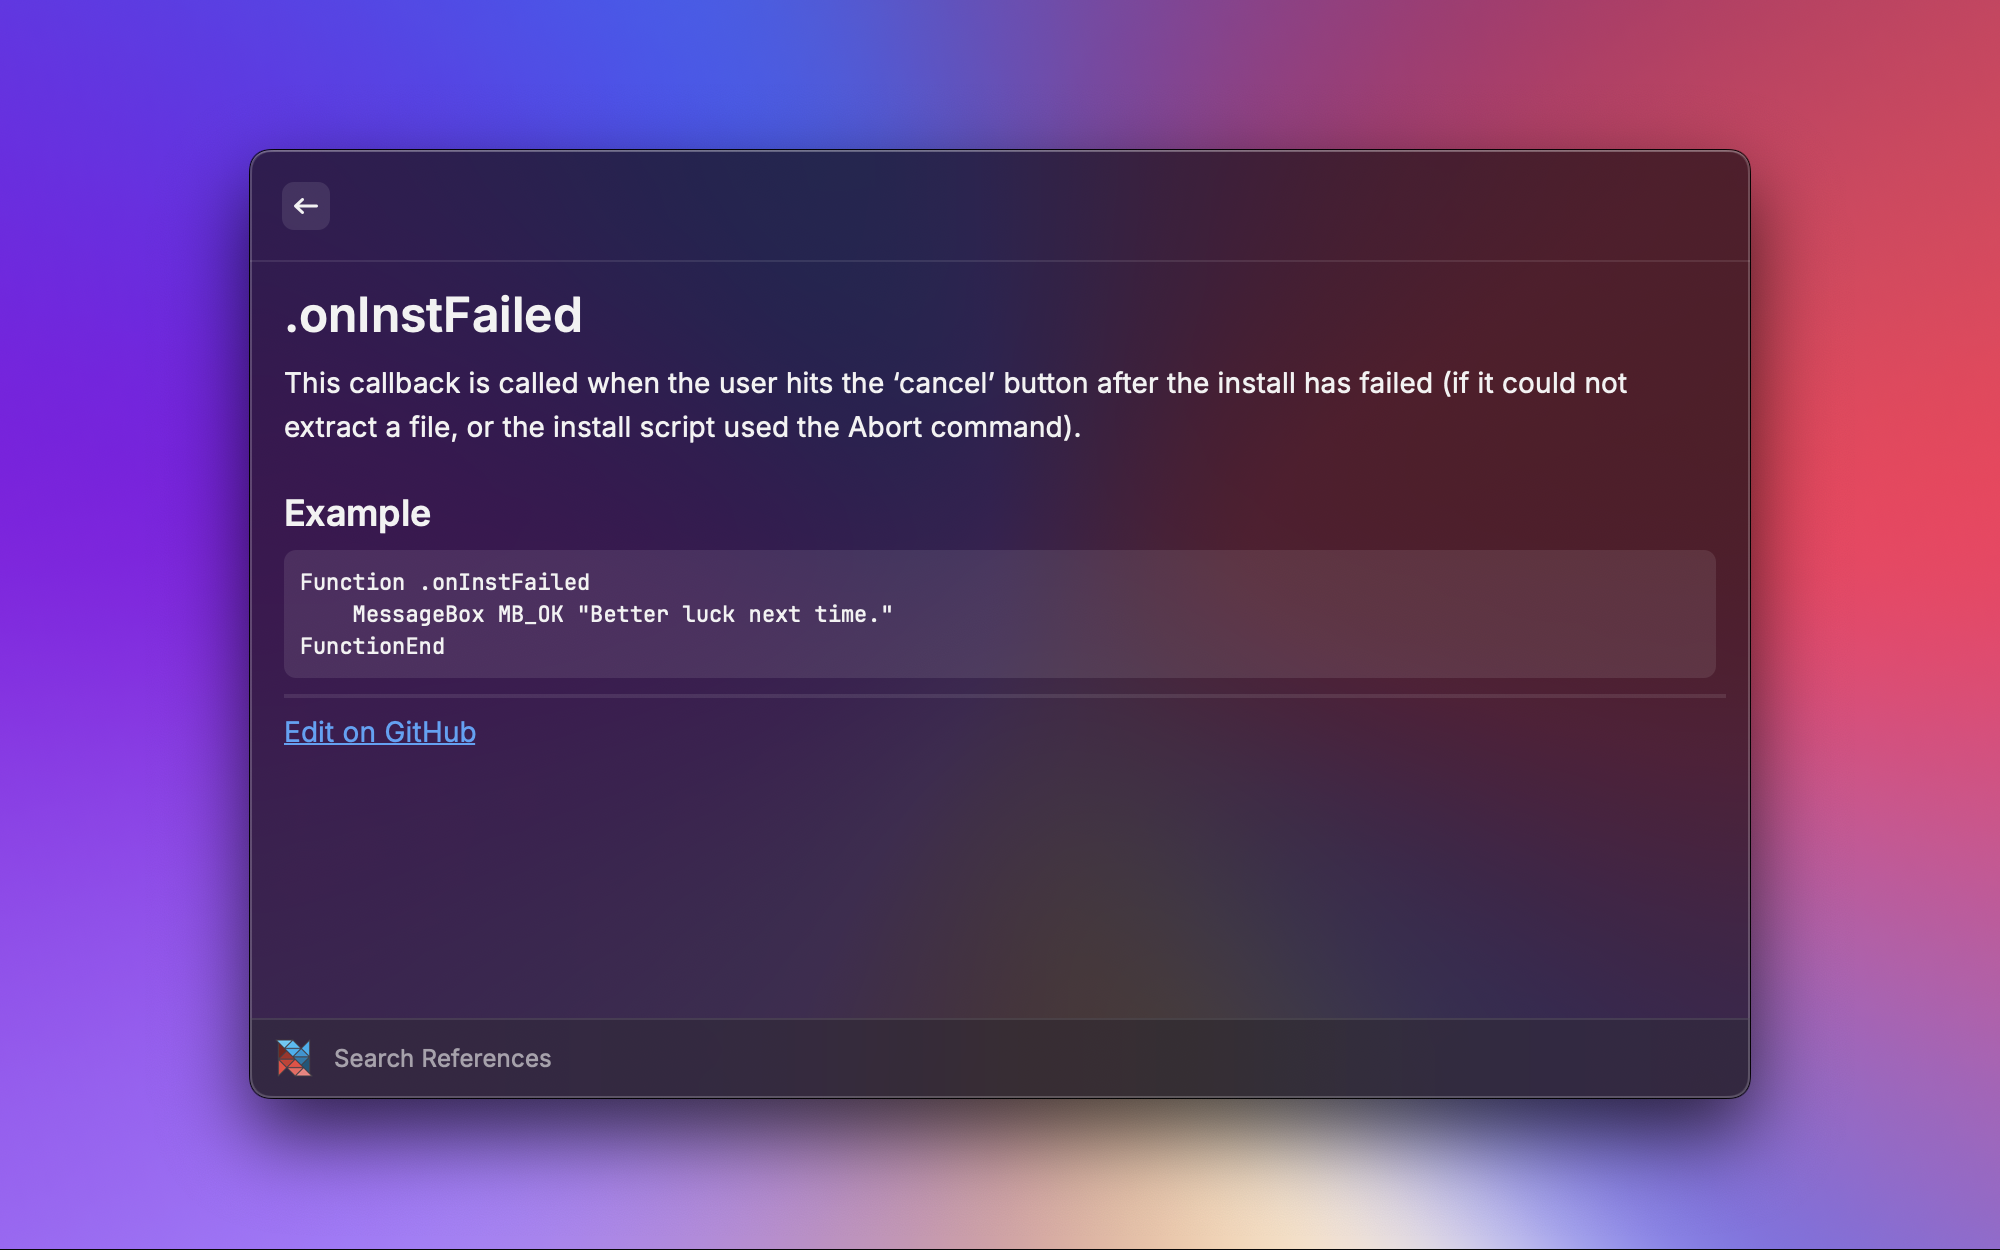 .onInstFailed
This callback is called when the user hits the ‘cancel’ button after the install has failed (if it could not
extract a file, or the install script used the Abort command).
Example
Function .onInstFailed
    MessageBox MB_OK "Better luck next time."
FunctionEnd
Edit on GitHub
Search References